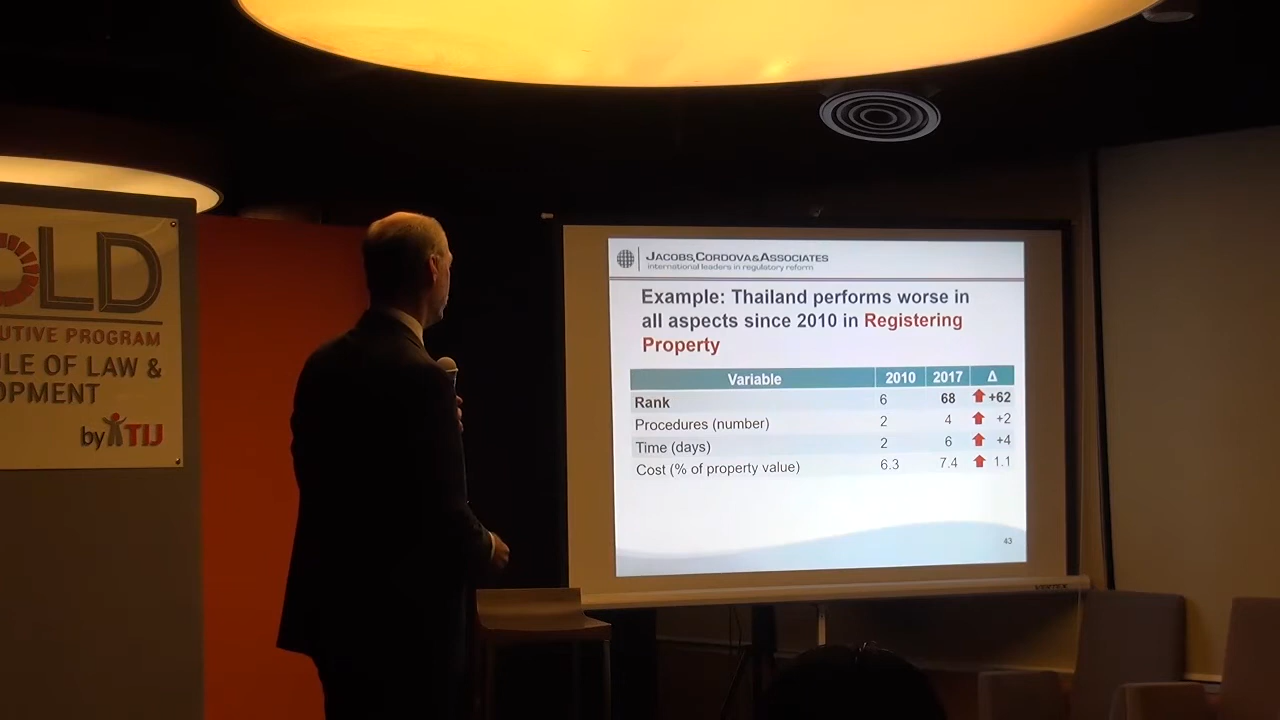 OLD
UTIVE PROGRAM
LE OF LAW &
OPMENT
by TIJ
JACOBS, CORDOVA & ASSOCIATES
international leaders in regulatory reform
Example: Thailand performs worse in
all aspects since 2010 in Registering
Property
Variable 2010 2017 Δ
Rank 6 68 +62
Procedures (number) 2 4 +2
Time (days) 2 6 +4
Cost (% of property value) 6.3 7.4 1.1
43
VERTEX